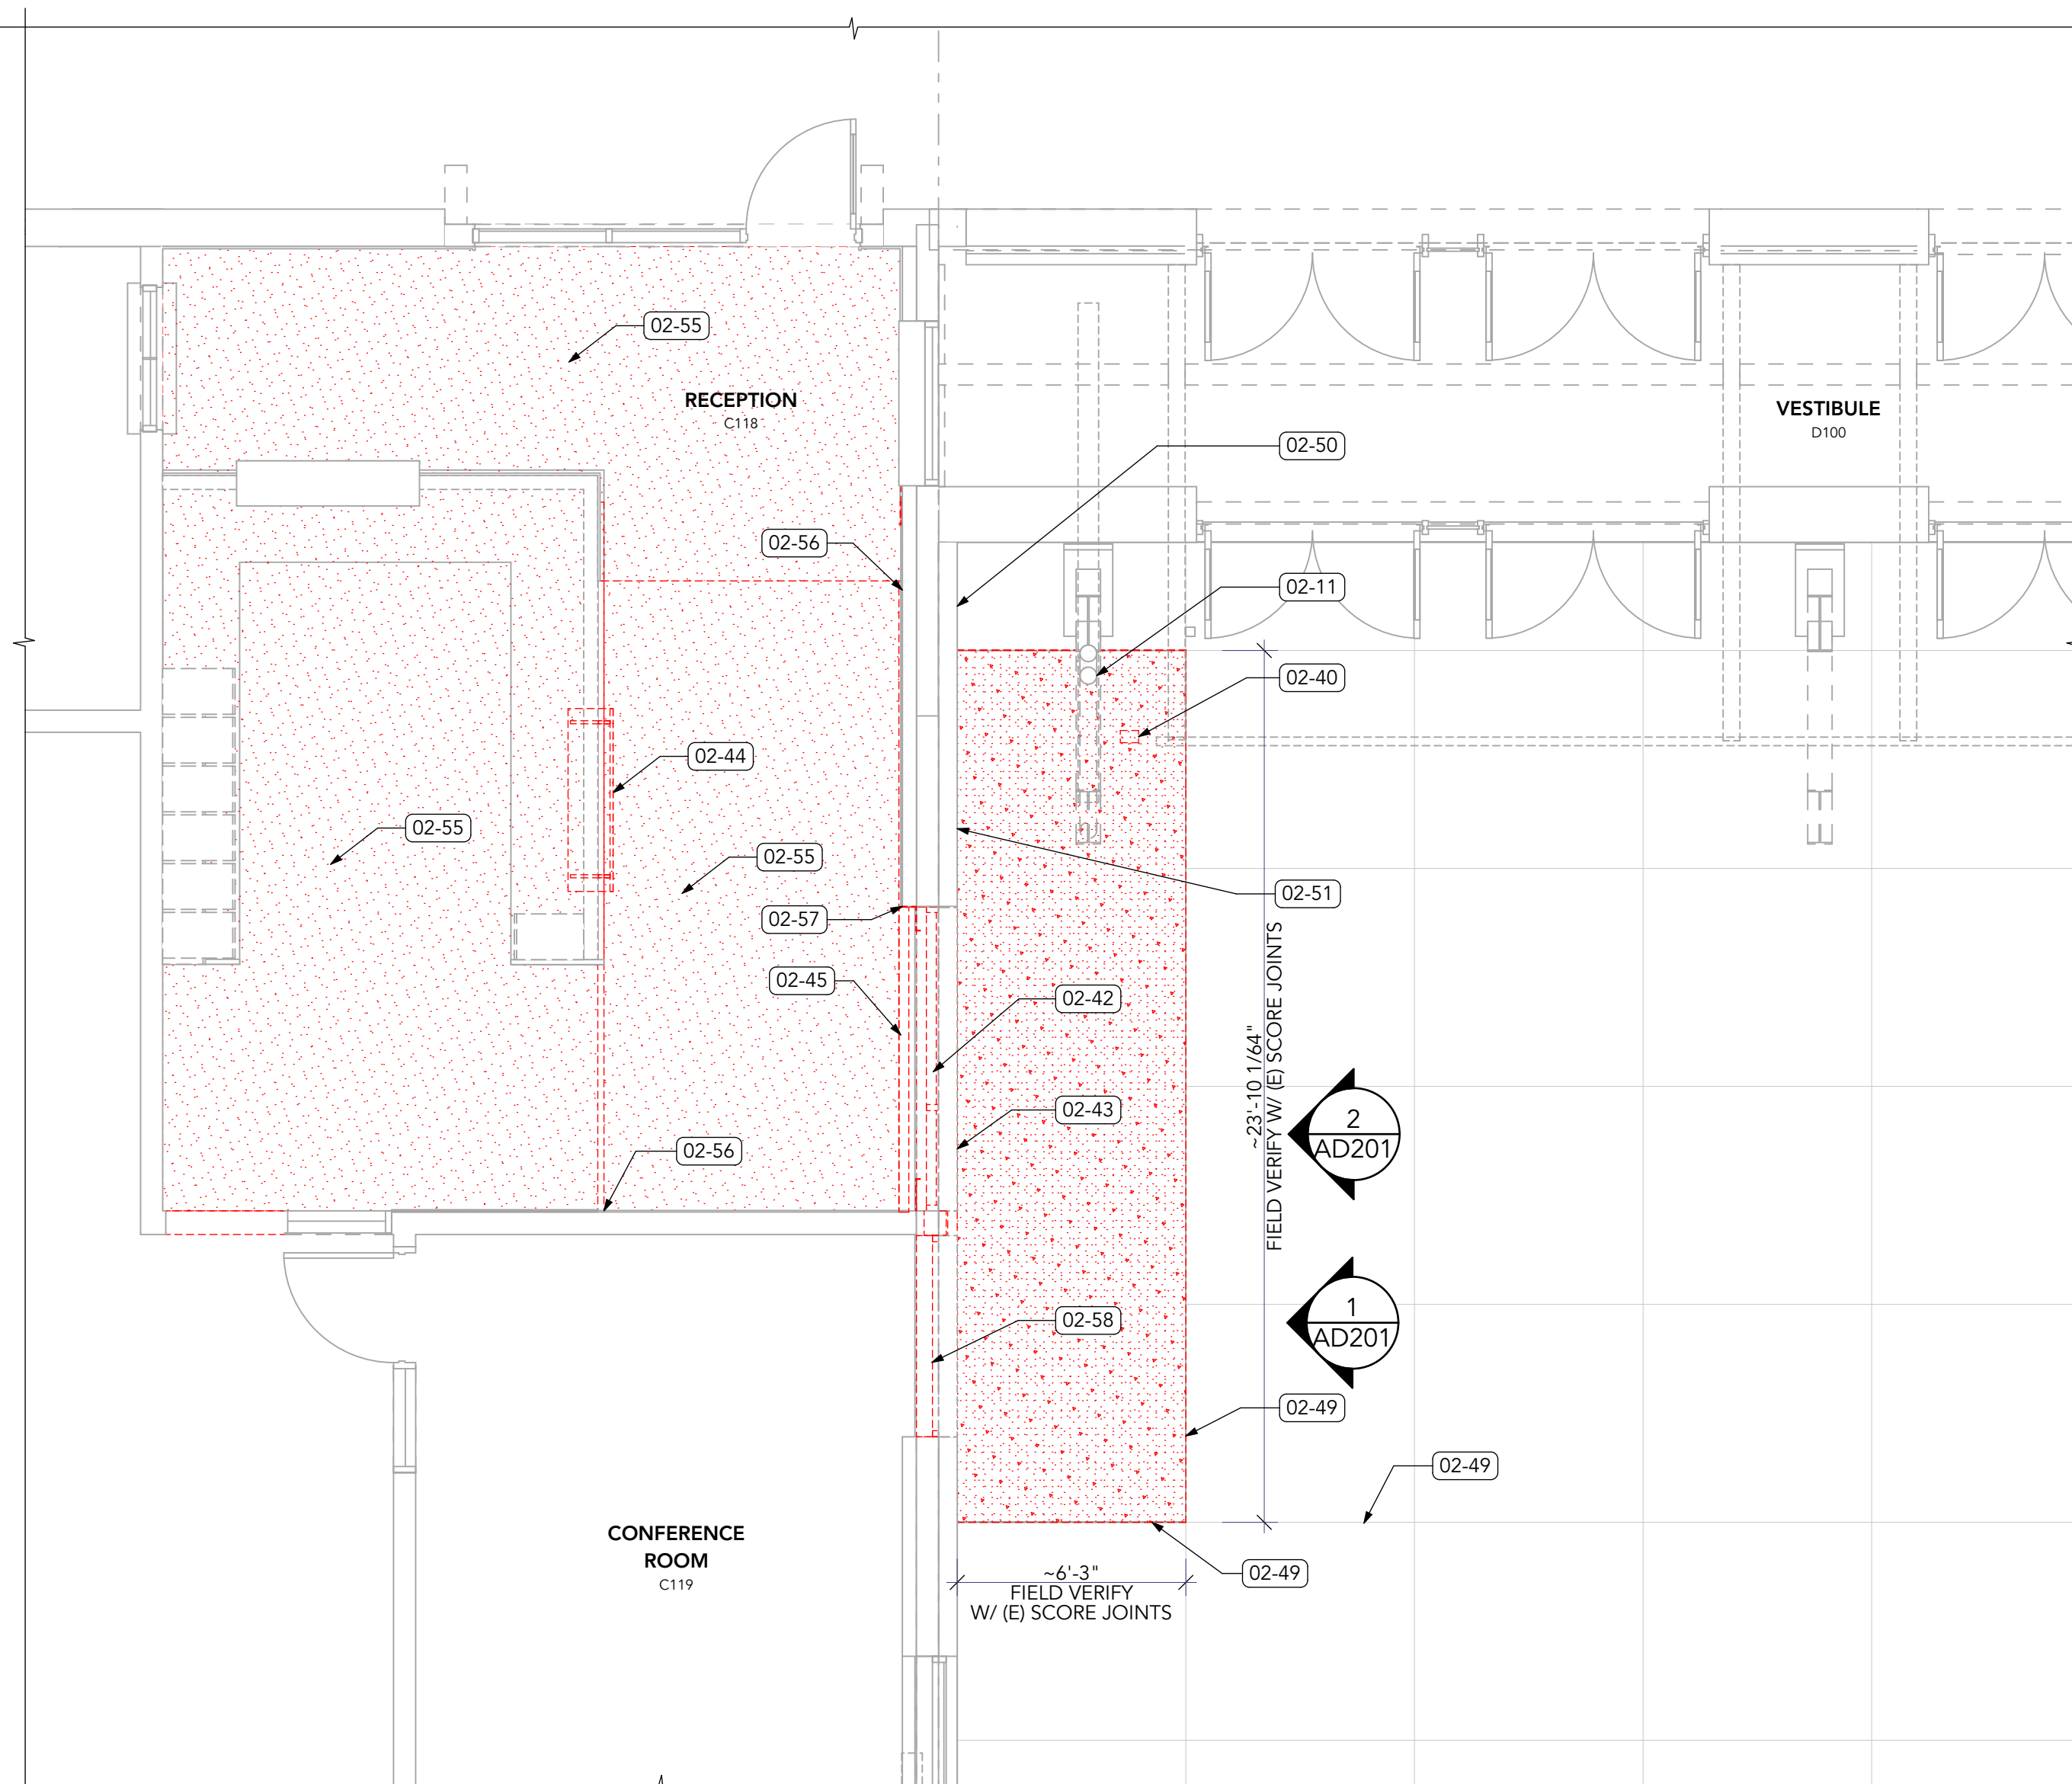 02-55
RECEPTION
C118
VESTIBULE
D100
02-50
02-56
02-11
02-40
02-44
02-55
02-55
02-51
02-57
02-45
02-42
~23'-10 1/64"
FIELD VERIFY W/ (E) SCORE JOINTS
02-43
2
AD201
02-56
02-58
1
AD201
02-49
02-49
CONFERENCE
ROOM
C119
~6'-3"
FIELD VERIFY
W/ (E) SCORE JOINTS
02-49